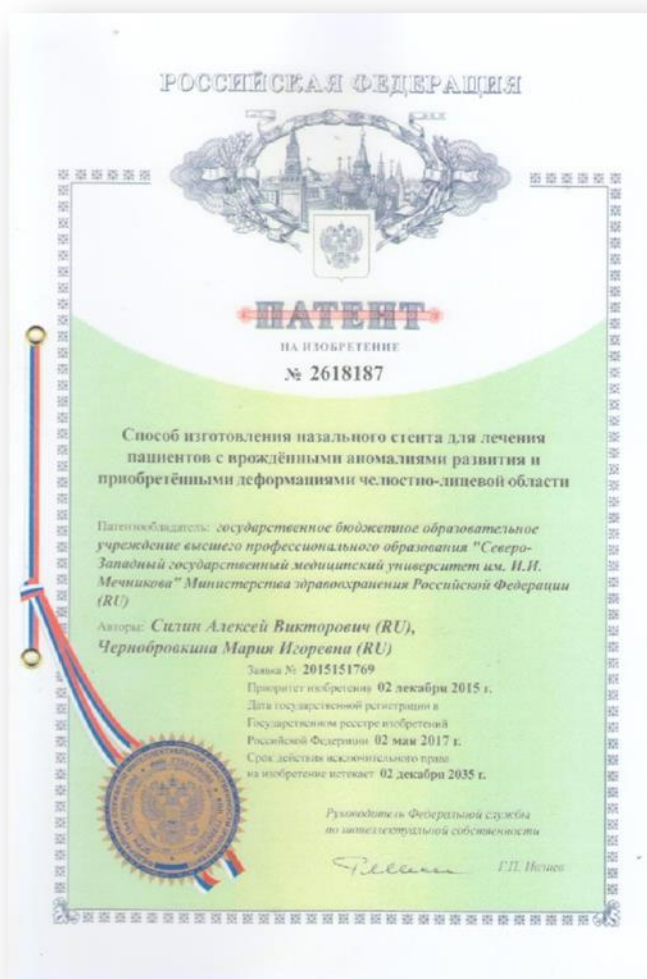 РОССИЙСКАЯ ФЕДЕРАЦИЯ
ПАТЕНТ
НА ИЗОБРЕТЕНИЕ
№ 2618187
Способ изготовления назального стента для лечения
пациентов с врождёнными аномалиями развития и
приобретёнными деформациями челюстно-лицевой области
Патентообладатель: государственное бюджетное образовательное
учреждение высшего профессионального образования "Северо-
Западный государственный медицинский университет им. И.И.
Мечникова" Министерства здравоохранения Российской Федерации
(RU)
Авторы: Силин Алексей Викторович (RU),
Чернобровкина Мария Игоревна (RU)
Заявка № 2015151769
Приоритет изобретения 02 декабря 2015 г.
Дата государственной регистрации в
Государственном реестре изобретений
Российской Федерации 02 мая 2017 г.
Срок действия исключительного права
на изобретение истекает 02 декабря 2035 г.
Руководитель Федеральной службы
по интеллектуальной собственности
Г.П. Ивлиев